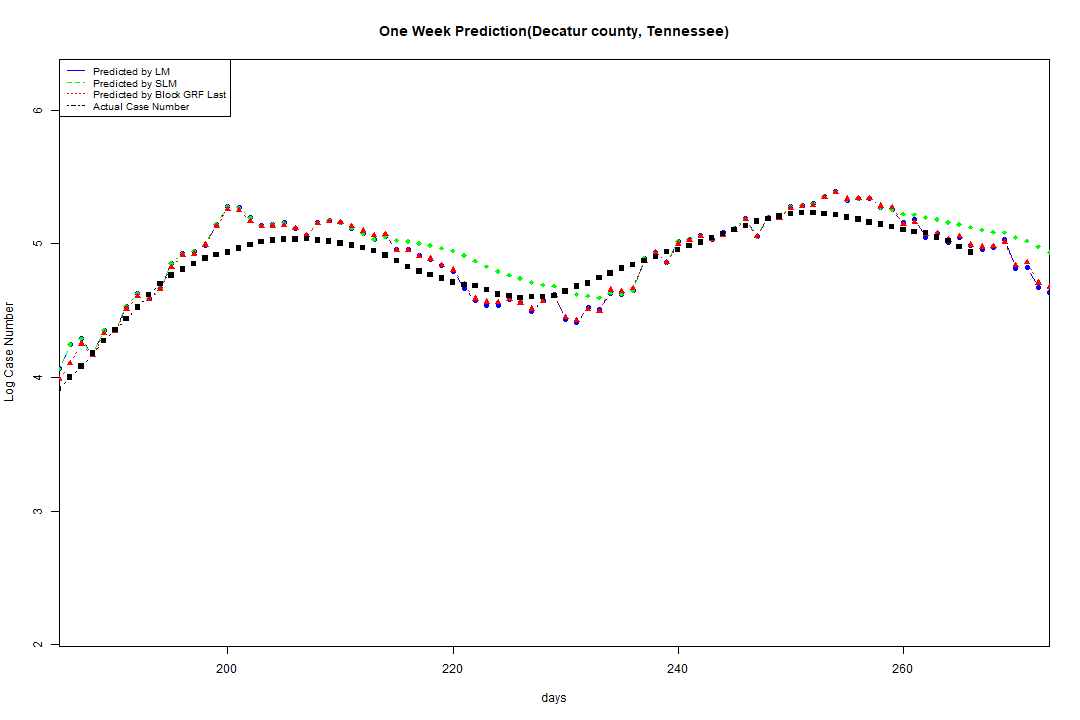 One Week Prediction(Decatur county, Tennessee)
Predicted by LM
Predicted by SLM
Predicted by Block GRF Last
Actual Case Number
6
5
4
3
2
Log Case Number
200 220 240 260
days